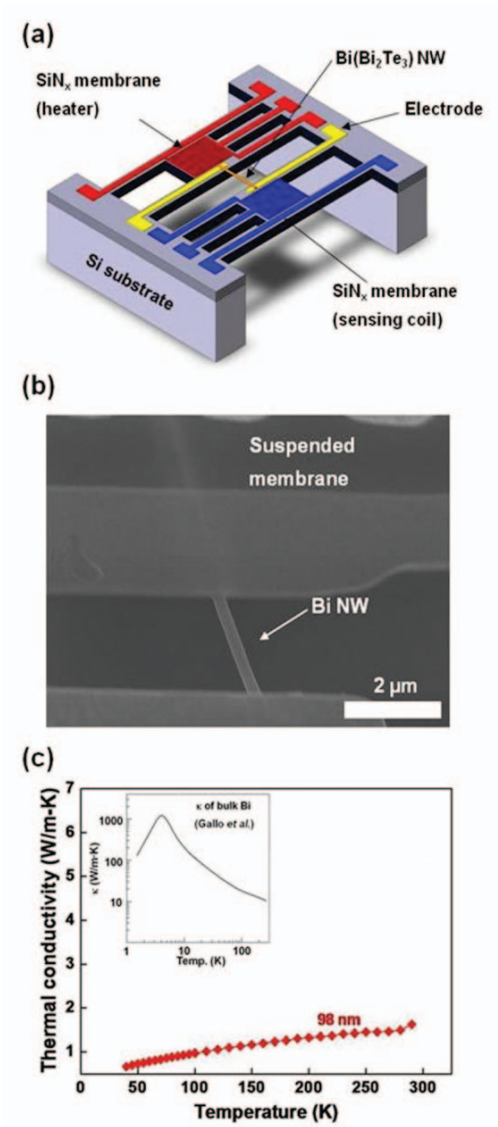 (a)
Bi(Bi₂Te₃) NW
SiNₓ membrane
(heater)
Electrode
Si substrate
SiNₓ membrane
(sensing coil)
(b)
Suspended
membrane
Bi NW
2 µm
(c)
Thermal conductivity (W/m-K)
7
6
5
4
3
2
1
κ of bulk Bi
(Gallo et al.)
κ (W/m·K)
1000
100
10
1
10
100
Temp. (K)
98 nm
0
50
100
150
200
250
300
Temperature (K)